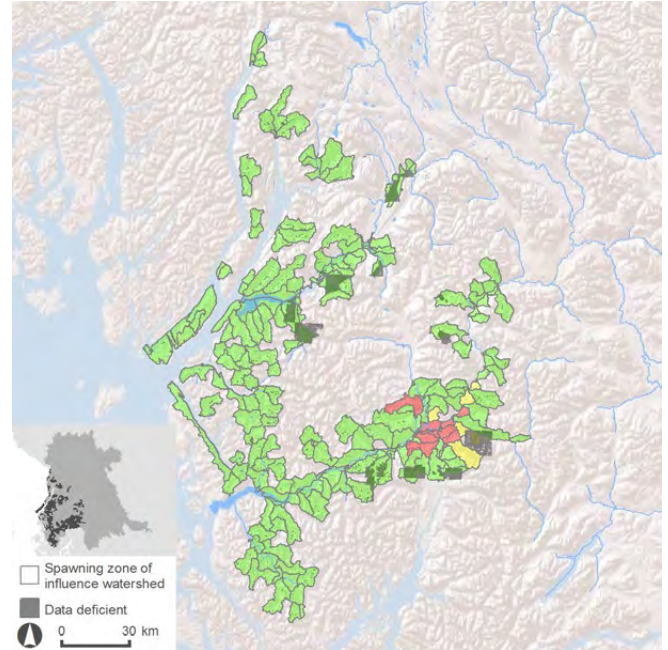 Spawning zone of
influence watershed
Data deficient
0 30 km